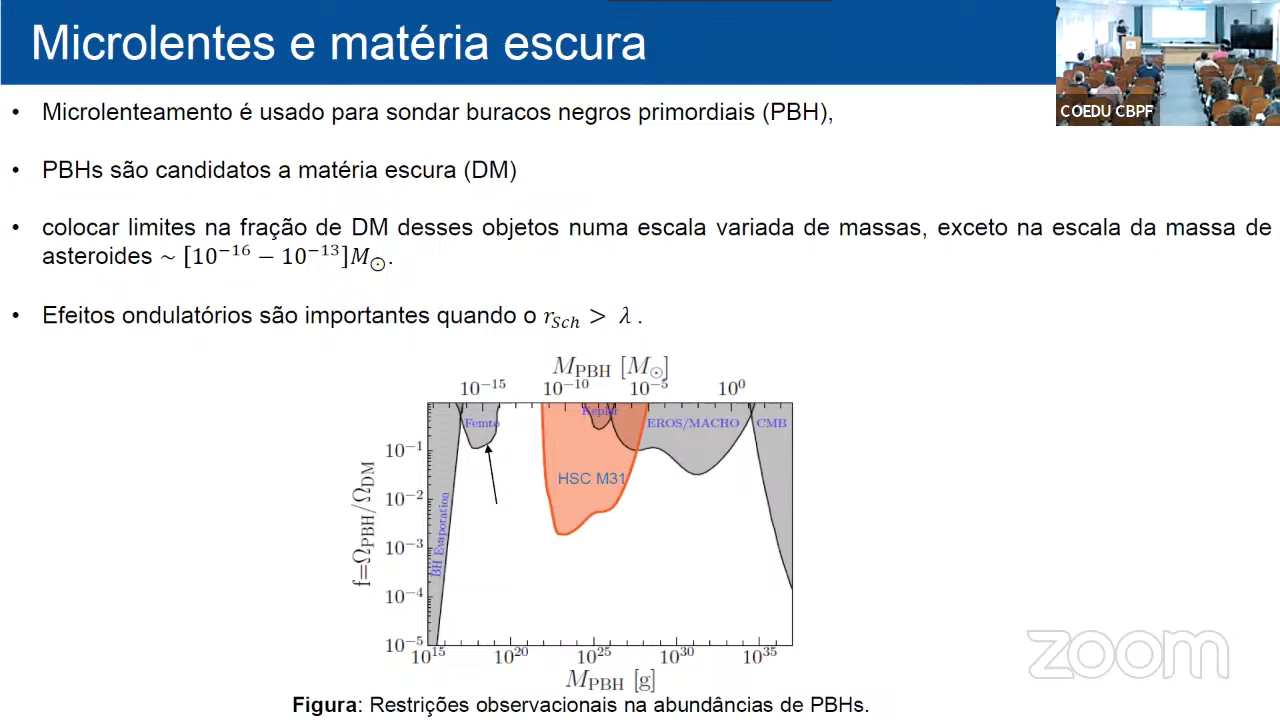 Microlentes e matéria escura
COEDU CBPF
• Microlenteamento é usado para sondar buracos negros primordiais (PBH),
• PBHs são candidatos a matéria escura (DM)
• colocar limites na fração de DM desses objetos numa escala variada de massas, exceto na escala da massa de
asteroides ~ [10⁻¹⁶ − 10⁻¹³]M☉.
• Efeitos ondulatórios são importantes quando o r_Sch > λ .
M_PBH [M☉]
10⁻¹⁵ 10⁻¹⁰ 10⁻⁵ 10⁰
Femto Kepler EROS/MACHO CMB
HSC M31
BH Evaporation
f=Ω_PBH/Ω_DM
10⁻¹
10⁻²
10⁻³
10⁻⁴
10⁻⁵
10¹⁵ 10²⁰ 10²⁵ 10³⁰ 10³⁵
M_PBH [g]
zoom
Figura: Restrições observacionais na abundâncias de PBHs.